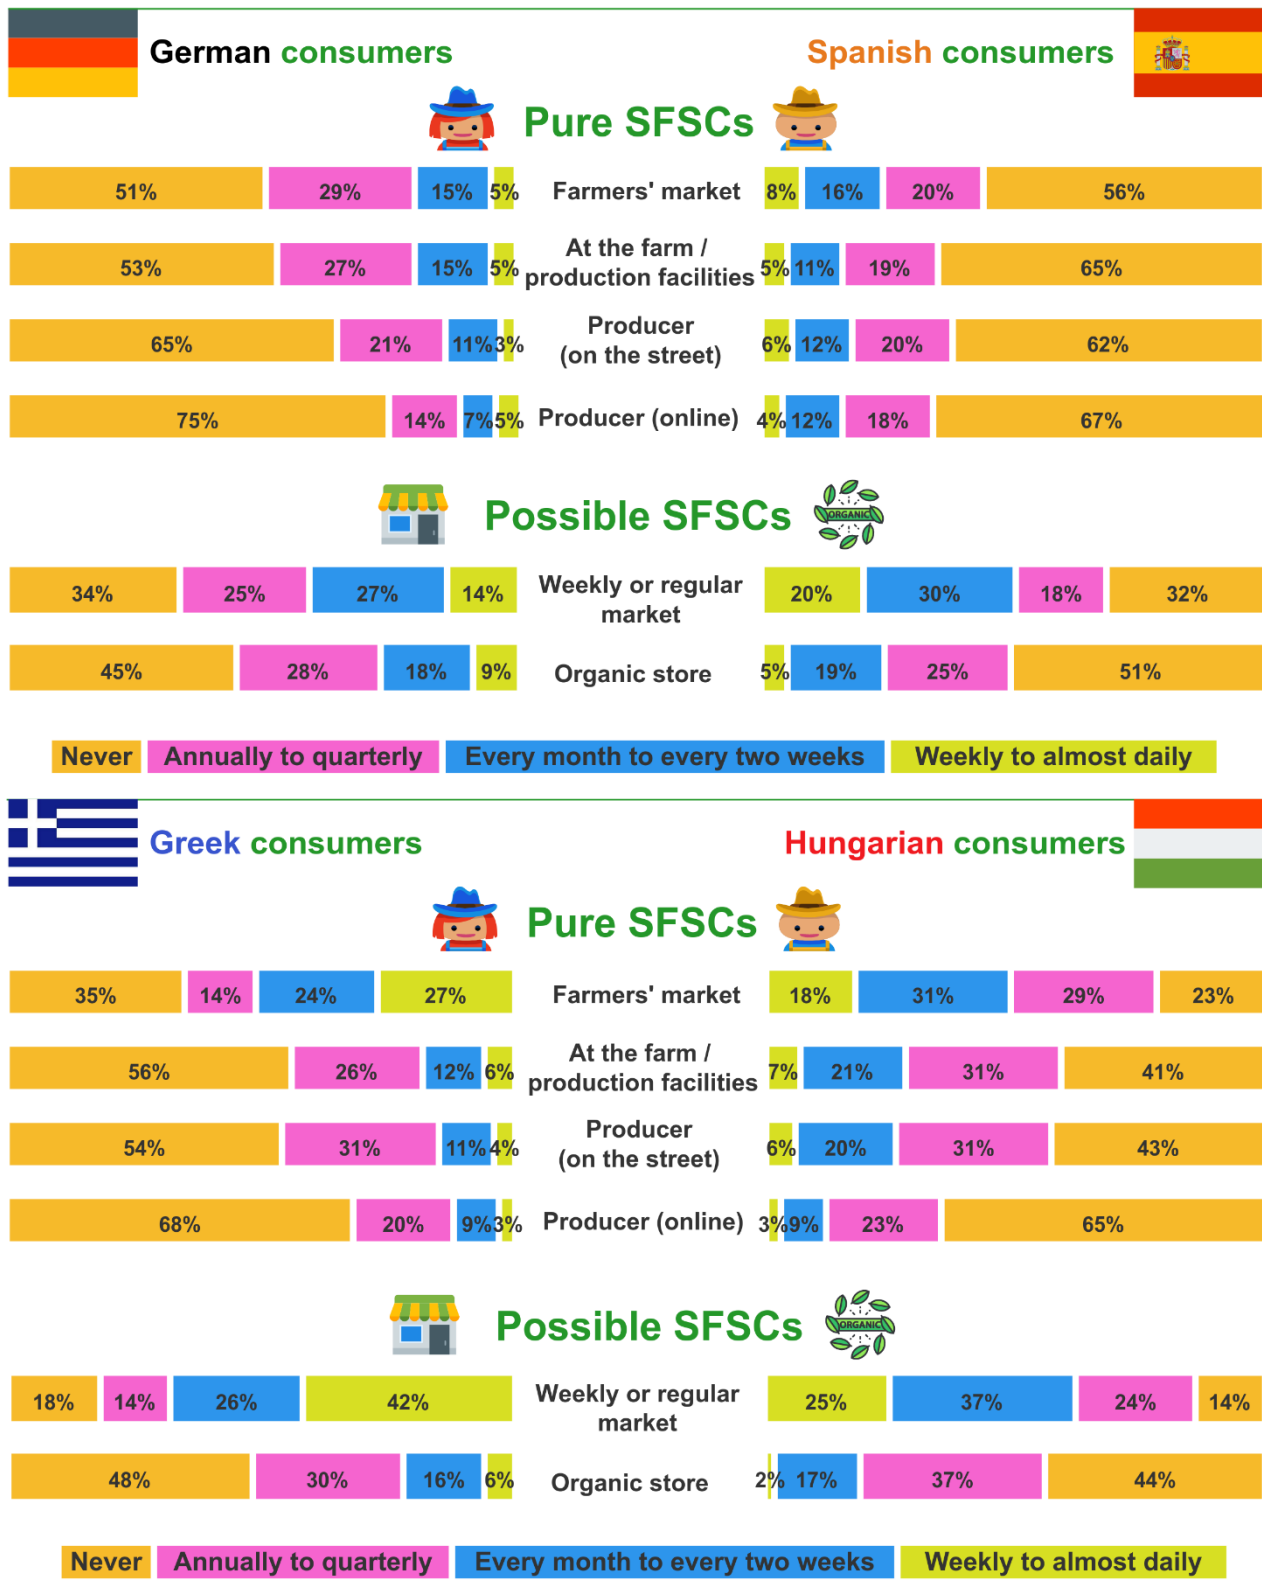 German consumers
Spanish consumers
Pure SFSCs
51% 29% 15% 5% Farmers' market 8% 16% 20% 56%
At the farm /
53% 27% 15% 5% production facilities 5% 11% 19% 65%
Producer
65% 21% 11% 3% (on the street) 6% 12% 20% 62%
75% 14% 7% 5% Producer (online) 4% 12% 18% 67%
Possible SFSCs ORGANIC
34% 25% 27% 14% Weekly or regular 20% 30% 18% 32%
market
45% 28% 18% 9% Organic store 5% 19% 25% 51%
Never Annually to quarterly Every month to every two weeks Weekly to almost daily
Greek consumers
Hungarian consumers
Pure SFSCs
35% 14% 24% 27% Farmers' market 18% 31% 29% 23%
At the farm /
56% 26% 12% 6% production facilities 7% 21% 31% 41%
Producer
54% 31% 11% 4% (on the street) 6% 20% 31% 43%
68% 20% 9% 3% Producer (online) 3% 9% 23% 65%
Possible SFSCs ORGANIC
18% 14% 26% 42% Weekly or regular 25% 37% 24% 14%
market
48% 30% 16% 6% Organic store 2% 17% 37% 44%
Never Annually to quarterly Every month to every two weeks Weekly to almost daily